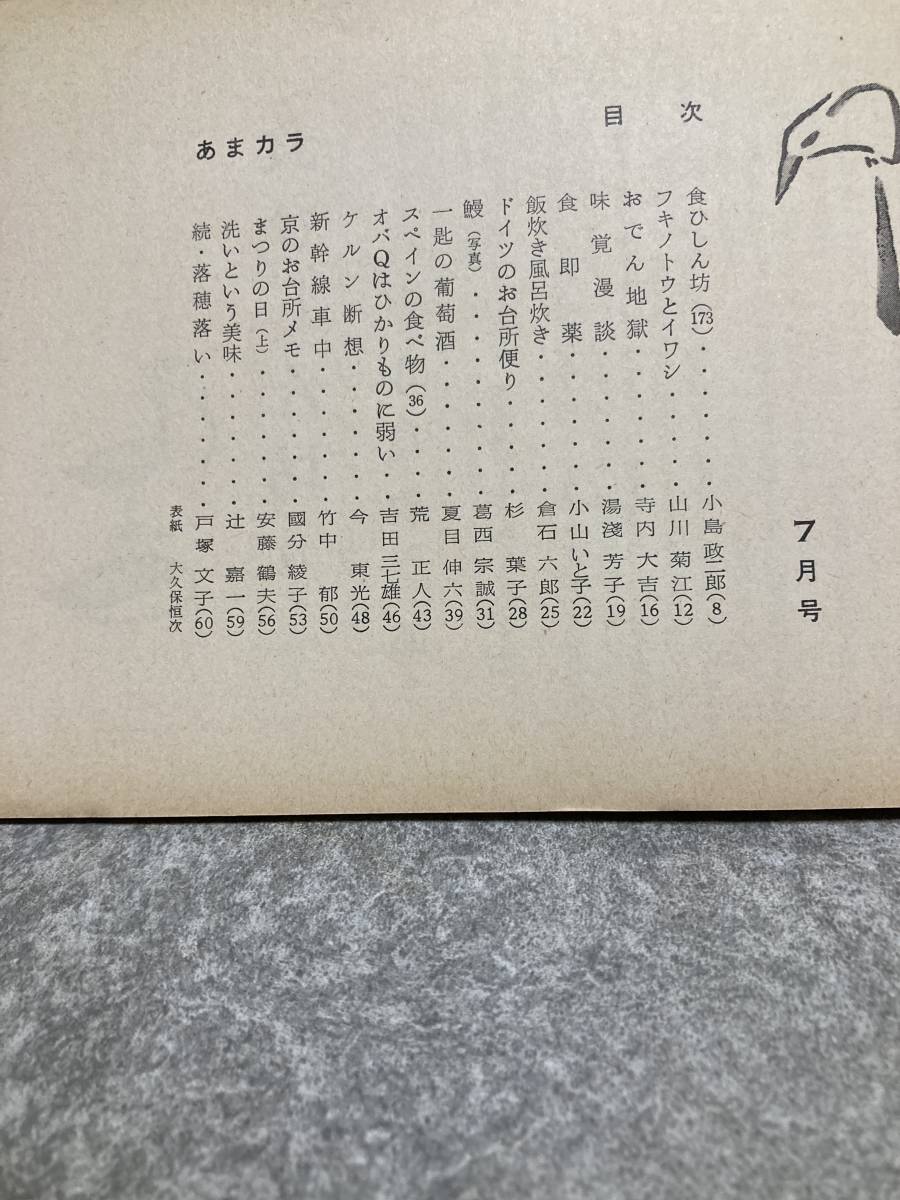 7月号
目次
食ひしん坊(173)・・・・・・小島政二郎(8)
フキノトウとイワシ・・・・山川菊江(12)
おでん地獄・・・・・・・寺内大吉(16)
味覚漫談・・・・・・・湯淺芳子(19)
食即薬・・・・・・・小山いと子(22)
飯炊き風呂炊き・・・・・倉石六郎(25)
ドイツのお台所便り・・・・杉葉子(28)
鰻(写真)・・・・・・・・葛西宗誠(31)
一匙の葡萄酒・・・・・・夏目伸六(39)
スペインの食べ物(36)・・・・荒正人(43)
オバQはひかりものに弱い・・吉田三七雄(46)
ケルン断想・・・・・・・今東光(48)
新幹線車中・・・・・・・竹中郁(50)
京のお台所メモ・・・・・・國分綾子(53)
まつりの日(上)・・・・・・安藤鶴夫(56)
洗いという美味・・・・・・辻嘉一(59)
続・落穂落い・・・・・・・戸塚文子(60)
表紙 大久保恒次
あまカラ